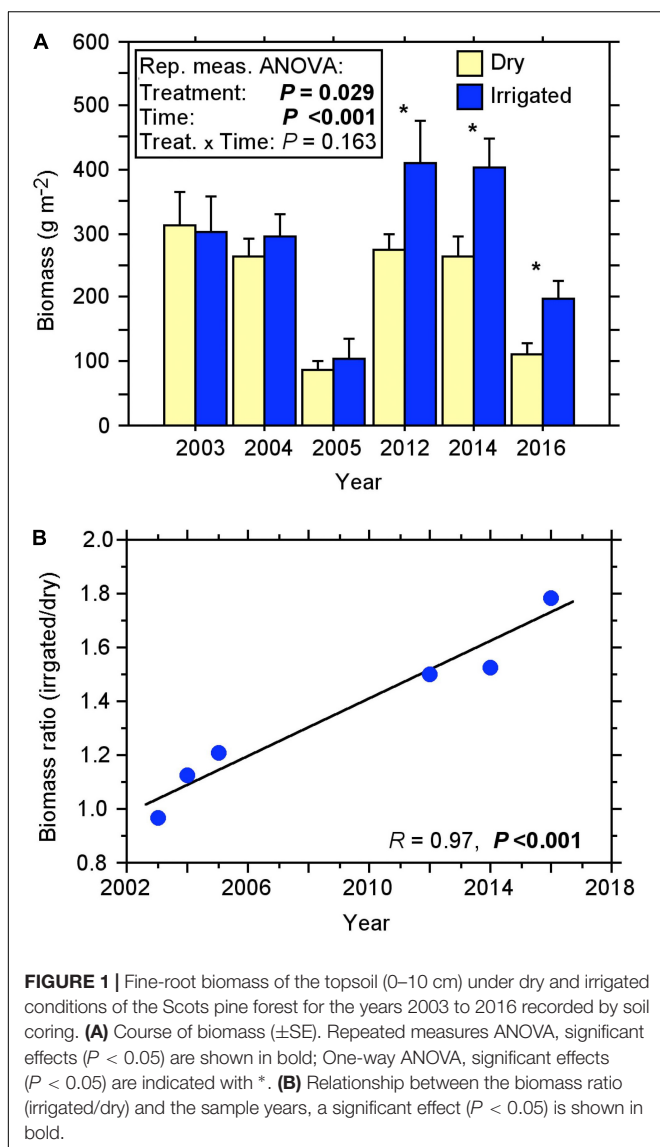 A
600
500
400
300
200
100
0
Biomass (g m⁻²)
Rep. meas. ANOVA:
Treatment: P = 0.029
Time: P <0.001
Treat. x Time: P = 0.163
Dry
Irrigated
*
*
*
2003 2004 2005 2012 2014 2016
Year
B
2.0
1.8
1.6
1.4
1.2
1.0
0.8
Biomass ratio (irrgated/dry)
R = 0.97, P <0.001
2002 2006 2010 2014 2018
Year
FIGURE 1 | Fine-root biomass of the topsoil (0–10 cm) under dry and irrigated
conditions of the Scots pine forest for the years 2003 to 2016 recorded by soil
coring. (A) Course of biomass (±SE). Repeated measures ANOVA, significant
effects (P < 0.05) are shown in bold; One-way ANOVA, significant effects
(P < 0.05) are indicated with *. (B) Relationship between the biomass ratio
(irrigated/dry) and the sample years, a significant effect (P < 0.05) is shown in
bold.